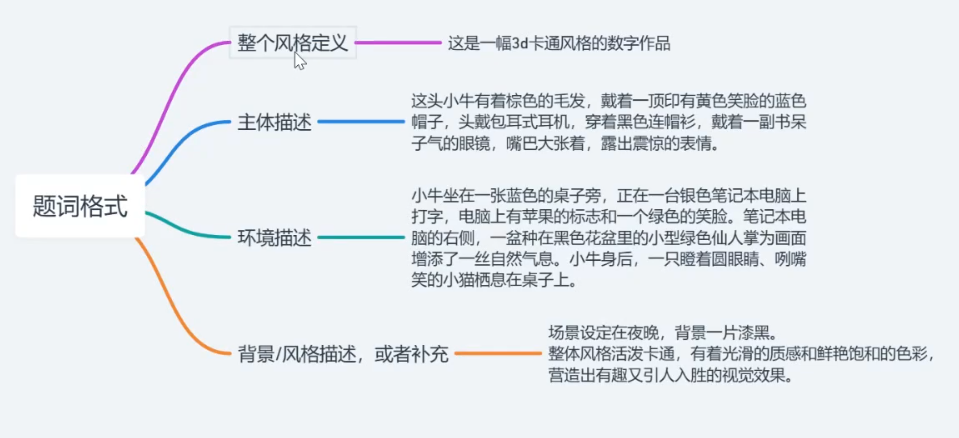 题词格式
整个风格定义
这是一幅3d卡通风格的数字作品
主体描述
这头小牛有着棕色的毛发，戴着一顶印有黄色笑脸的蓝色
帽子，头戴包耳式耳机，穿着黑色连帽衫，戴着一副书呆
子气的眼镜，嘴巴大张着，露出震惊的表情。
环境描述
小牛坐在一张蓝色的桌子旁，正在一台银色笔记本电脑上
打字，电脑上有苹果的标志和一个绿色的笑脸。笔记本电
脑的右侧，一盆种在黑色花盆里的小型绿色仙人掌为画面
增添了一丝自然气息。小牛身后，一只瞪着圆眼睛、咧嘴
笑的小猫栖息在桌子上。
背景/风格描述，或者补充
场景设定在夜晚，背景一片漆黑。
整体风格活泼卡通，有着光滑的质感和鲜艳饱和的色彩，
营造出有趣又引人入胜的视觉效果。